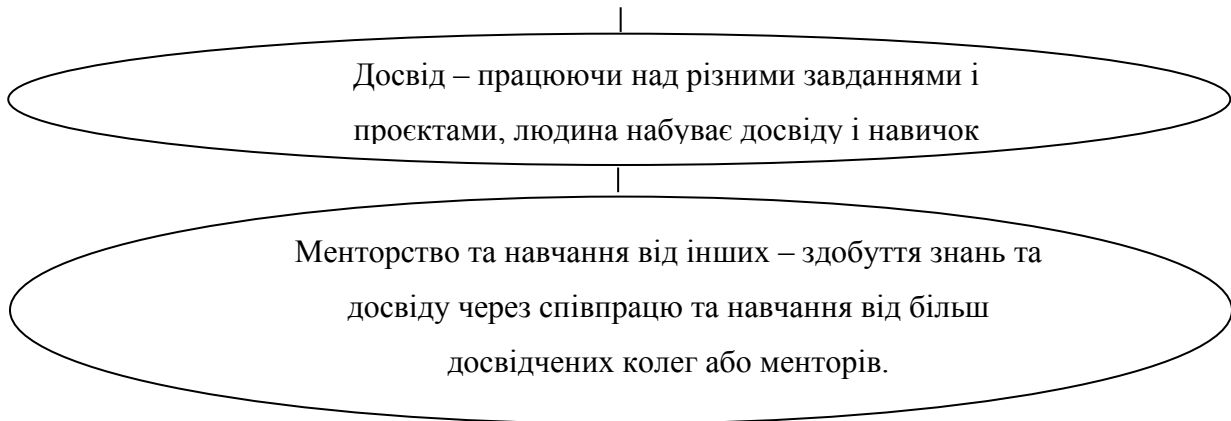 Досвід – працюючи над різними завданнями і
проєктами, людина набуває досвіду і навичок
Менторство та навчання від інших – здобуття знань та
досвіду через співпрацю та навчання від більш
досвідчених колег або менторів.